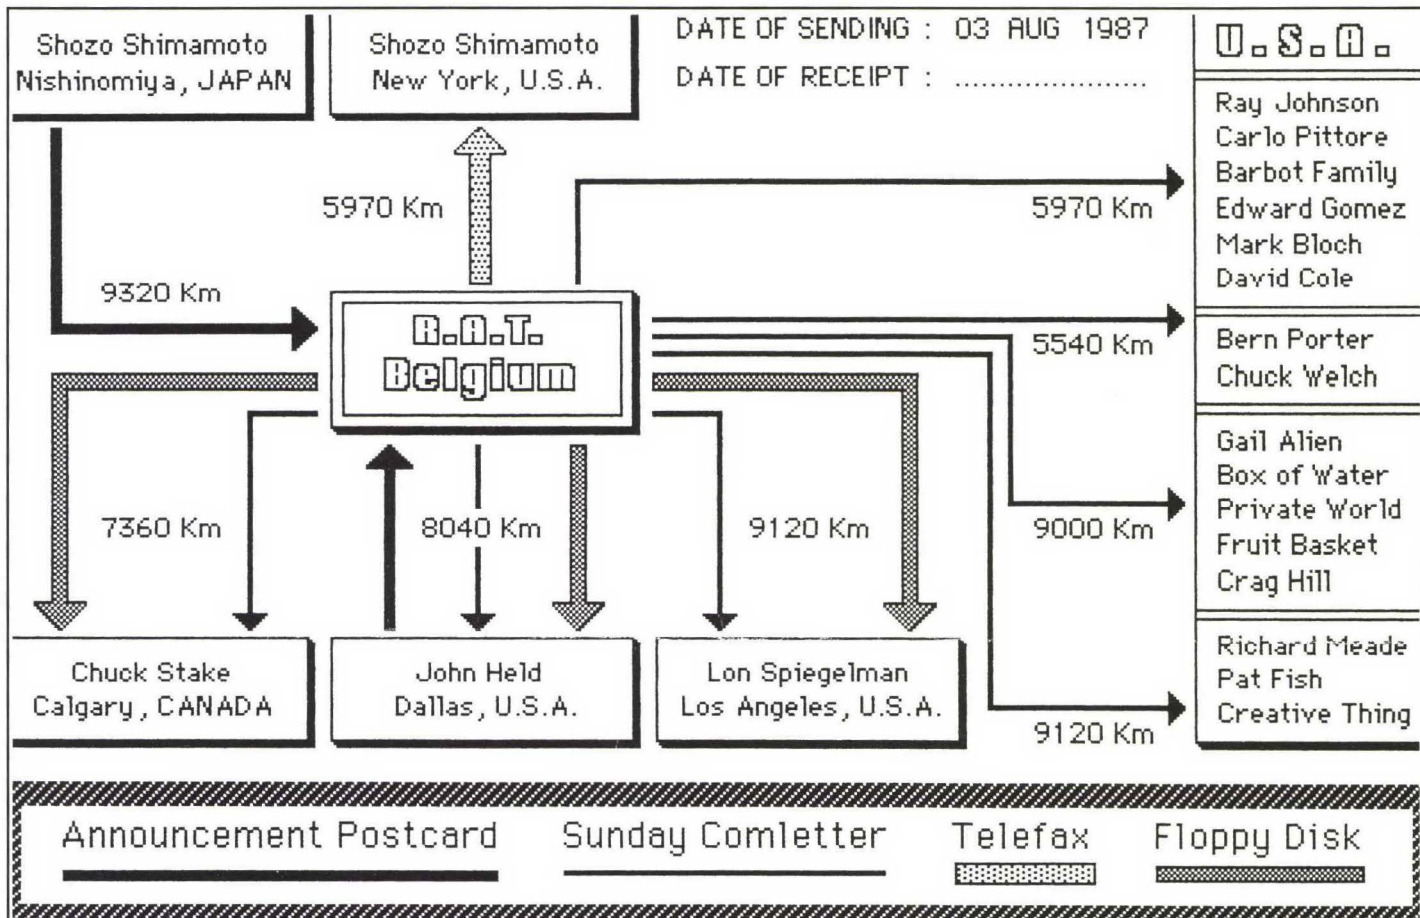 Shozo Shimamoto
Nishinomiya, JAPAN
Shozo Shimamoto
New York, U.S.A.
DATE OF SENDING : 03 AUG 1987
DATE OF RECEIPT : .....................
U.S.A.
Ray Johnson
Carlo Pittore
Barbot Family
Edward Gomez
Mark Bloch
David Cole
5970 Km
5970 Km
9320 Km
R.A.T.
Belgium
5540 Km
Bern Porter
Chuck Welch
Gail Alien
Box of Water
Private World
Fruit Basket
Crag Hill
7360 Km
8040 Km
9120 Km
9000 Km
Chuck Stake
Calgary, CANADA
John Held
Dallas, U.S.A.
Lon Spiegelman
Los Angeles, U.S.A.
Richard Meade
Pat Fish
Creative Thing
9120 Km
Announcement Postcard
Sunday Comletter
Telefax
Floppy Disk